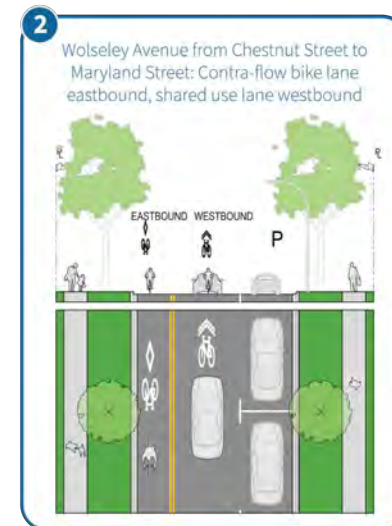 2
Wolseley Avenue from Chestnut Street to
Maryland Street: Contra-flow bike lane
eastbound, shared use lane westbound
EASTBOUND WESTBOUND
P